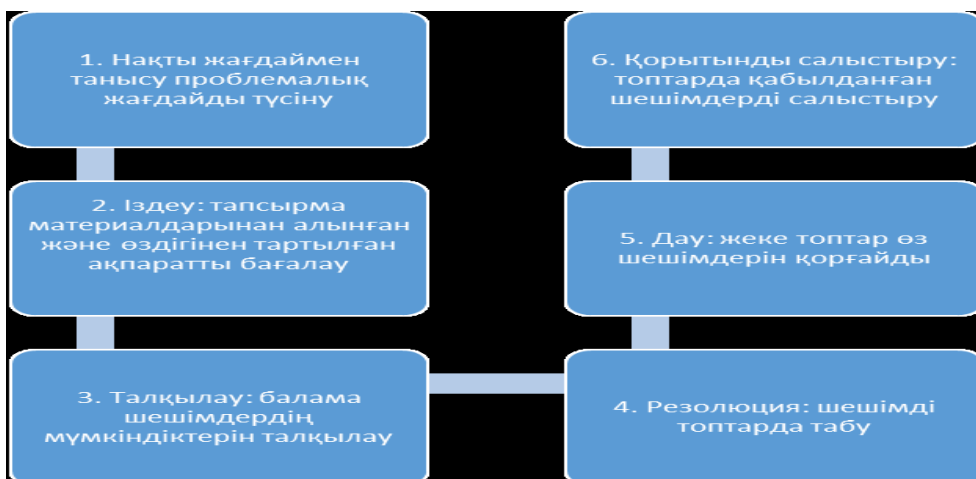 1. Нақты жағдаймен
танысу проблемалық
жағдайды түсіну
2. Іздеу: тапсырма
материалдарынан алынған
және өздігінен тартылған
ақпаратты бағалау
3. Талқылау: балама
шешімдердің
мүмкіндіктерін талқылау
4. Резолюция: шешімді
топтарда табу
5. Дау: жеке топтар өз
шешімдерін қорғайды
6. Қорытынды салыстыру:
топтарда қабылданған
шешімдерді салыстыру